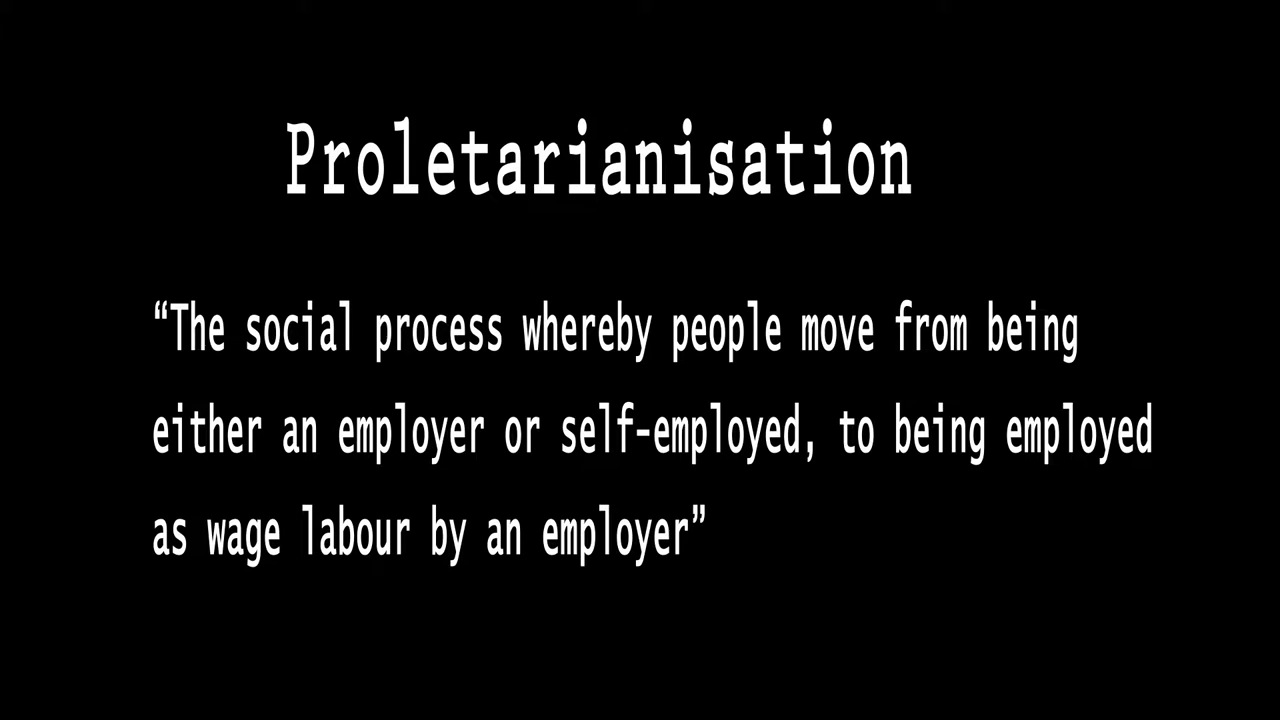 Proletarianisation
“The social process whereby people move from being
either an employer or self-employed, to being employed
as wage labour by an employer”